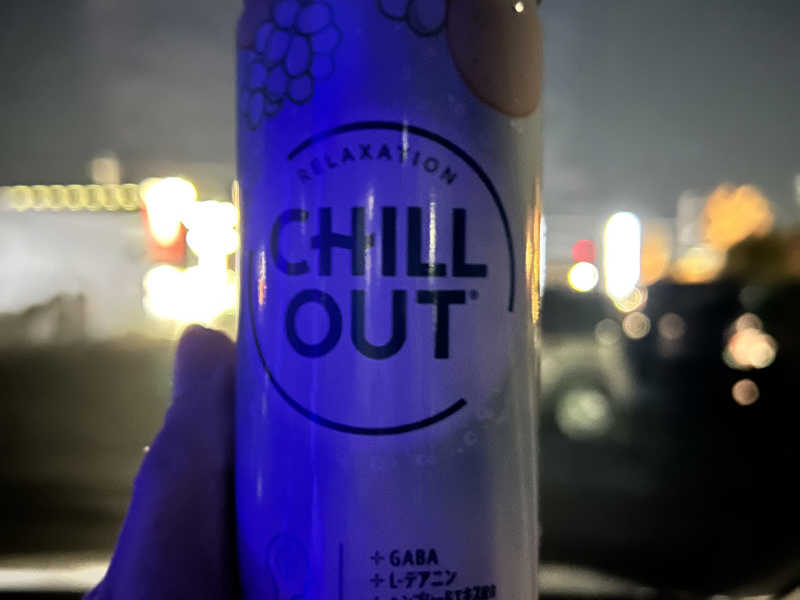 RELAXATION
CHILL
OUT®
+ GABA
+ L-テアニン